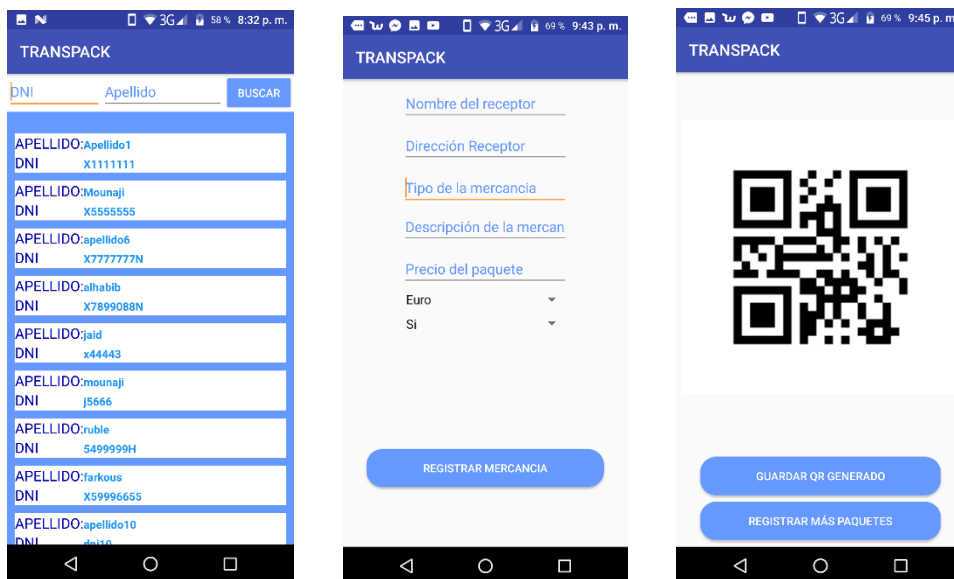 58 % 8:32 p. m.
TRANSPACK
DNI Apellido BUSCAR
APELLIDO:Apellido1
DNI X1111111
APELLIDO:Mounaji
DNI X5555555
APELLIDO:apellido6
DNI X7777777N
APELLIDO:alhabib
DNI X7899088N
APELLIDO:jaid
DNI x44443
APELLIDO:mounaji
DNI j5666
APELLIDO:ruble
DNI 5499999H
APELLIDO:farkous
DNI X59996655
APELLIDO:apellido10
DNI dni10
3G 69 % 9:43 p. m.
TRANSPACK
Nombre del receptor
Dirección Receptor
Tipo de la mercancia
Descripción de la mercan
Precio del paquete
Euro
Si
REGISTRAR MERCANCIA
3G 69 % 9:45 p. m
TRANSPACK
GUARDAR QR GENERADO
REGISTRAR MÁS PAQUETES